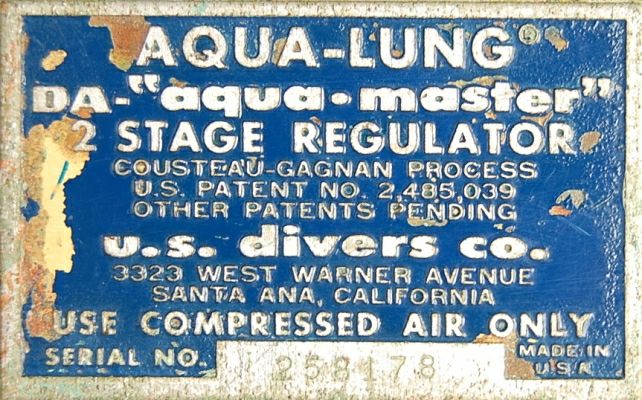 AQUA-LUNG®
DA-"aqua-master"
2 STAGE REGULATOR
COUSTEAU-GAGNAN PROCESS
U.S. PATENT NO. 2,485,039
OTHER PATENTS PENDING
u.s. divers co.
3323 WEST WARNER AVENUE
SANTA ANA, CALIFORNIA
USE COMPRESSED AIR ONLY
SERIAL NO. 258178
MADE IN
U.S.A